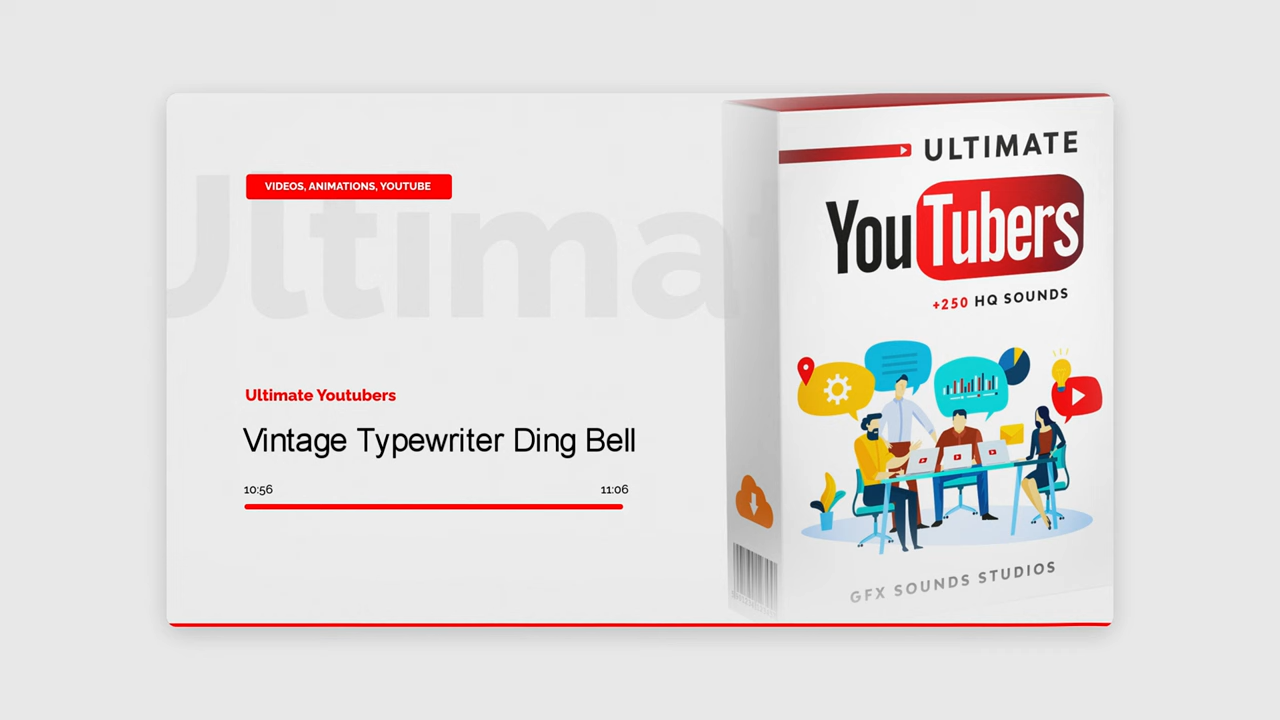 VIDEOS, ANIMATIONS, YOUTUBE
Ultimat
Ultimate Youtubers
Vintage Typewriter Ding Bell
10:56 11:06
ULTIMATE
YouTubers
+250 HQ SOUNDS
GFX SOUNDS STUDIOS